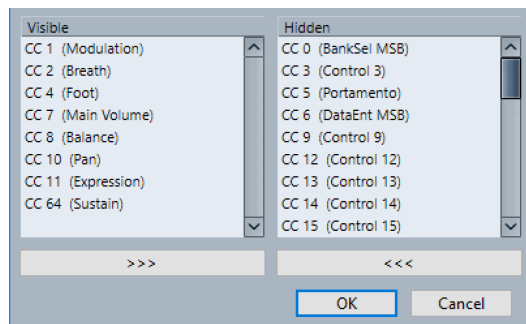 Visible
CC 1 (Modulation)
CC 2 (Breath)
CC 4 (Foot)
CC 7 (Main Volume)
CC 8 (Balance)
CC 10 (Pan)
CC 11 (Expression)
CC 64 (Sustain)
>>>
Hidden
CC 0 (BankSel MSB)
CC 3 (Control 3)
CC 5 (Portamento)
CC 6 (DataEnt MSB)
CC 9 (Control 9)
CC 12 (Control 12)
CC 13 (Control 13)
CC 14 (Control 14)
CC 15 (Control 15)
<<<
OK
Cancel